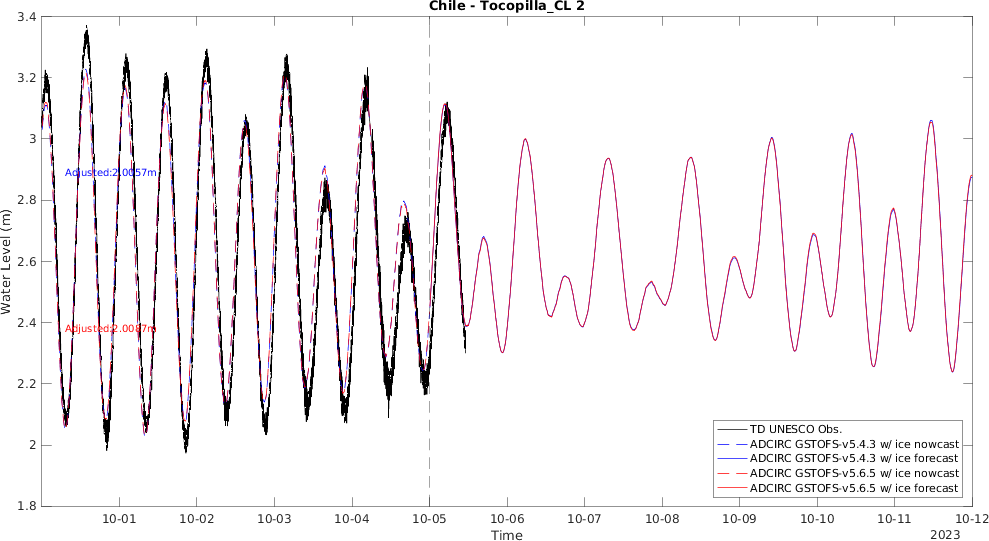 Chile - Tocopilla_CL 2
3.4
3.2
3
2.8
2.6
2.4
2.2
2
1.8
Water Level (m)
Adjusted:2.0057m
Adjusted:2.0087m
TD UNESCO Obs.
ADCIRC GSTOFS-v5.4.3 w/ ice nowcast
ADCIRC GSTOFS-v5.4.3 w/ ice forecast
ADCIRC GSTOFS-v5.6.5 w/ ice nowcast
ADCIRC GSTOFS-v5.6.5 w/ ice forecast
10-01 10-02 10-03 10-04 10-05 10-06 10-07 10-08 10-09 10-10 10-11 10-12
Time
2023